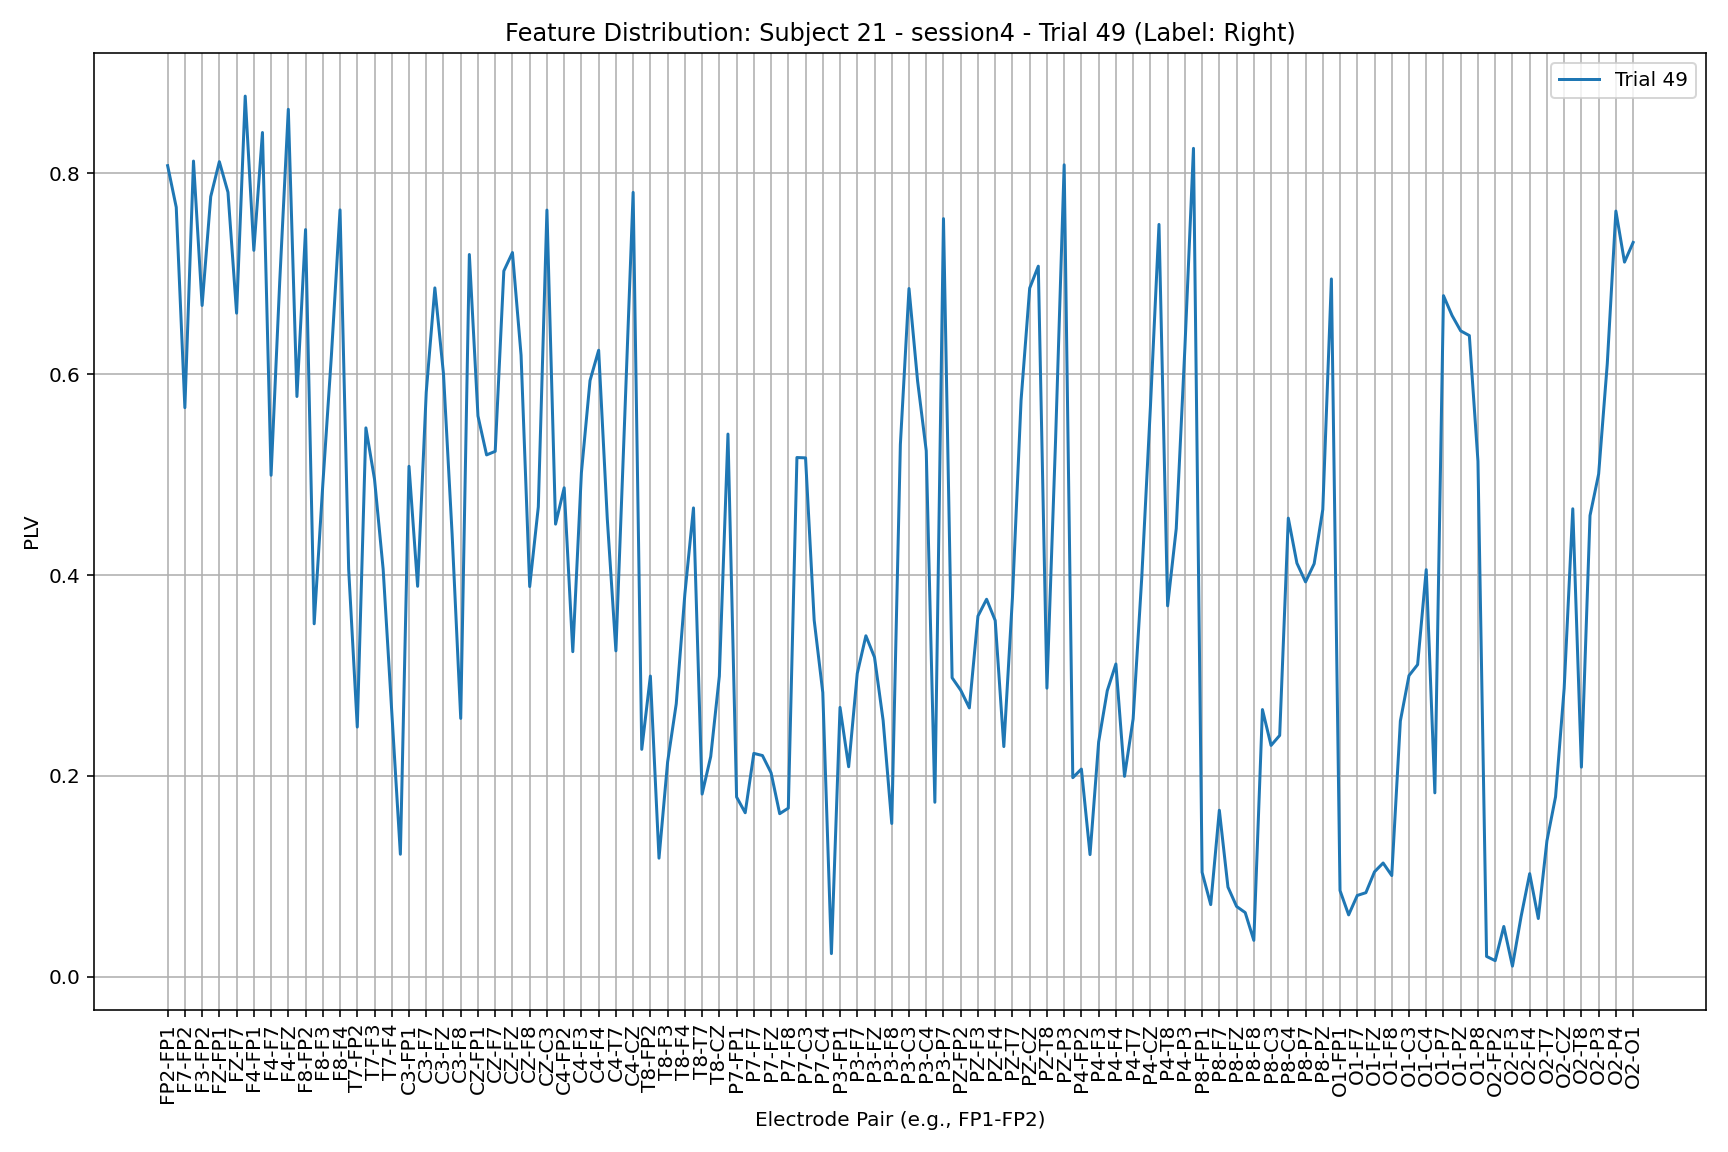 Feature Distribution: Subject 21 - session4 - Trial 49 (Label: Right)
Trial 49
PLV
0.8
0.6
0.4
0.2
0.0
FP2-FP1
F7-FP2
F3-FP2
FZ-FP1
FZ-F7
F4-FP1
F4-F7
F4-FZ
F8-FP2
F8-F3
F8-F4
T7-FP2
T7-F3
T7-F4
C3-FP1
C3-F7
C3-FZ
C3-F8
CZ-FP1
CZ-F7
CZ-FZ
CZ-F8
CZ-C3
C4-FP2
C4-F3
C4-F4
C4-T7
C4-CZ
T8-FP2
T8-F3
T8-F4
T8-T7
T8-CZ
P7-FP1
P7-F7
P7-FZ
P7-F8
P7-C3
P7-C4
P3-FP1
P3-F7
P3-FZ
P3-F8
P3-C3
P3-C4
P3-P7
PZ-FP2
PZ-F3
PZ-F4
PZ-T7
PZ-CZ
PZ-T8
PZ-P3
P4-FP2
P4-F3
P4-F4
P4-T7
P4-CZ
P4-T8
P4-P3
P8-FP1
P8-F7
P8-FZ
P8-F8
P8-C3
P8-C4
P8-P7
P8-PZ
O1-FP1
O1-F7
O1-FZ
O1-F8
O1-C3
O1-C4
O1-P7
O1-PZ
O1-P8
O2-FP2
O2-F3
O2-F4
O2-T7
O2-CZ
O2-T8
O2-P3
O2-P4
O2-O1
Electrode Pair (e.g., FP1-FP2)